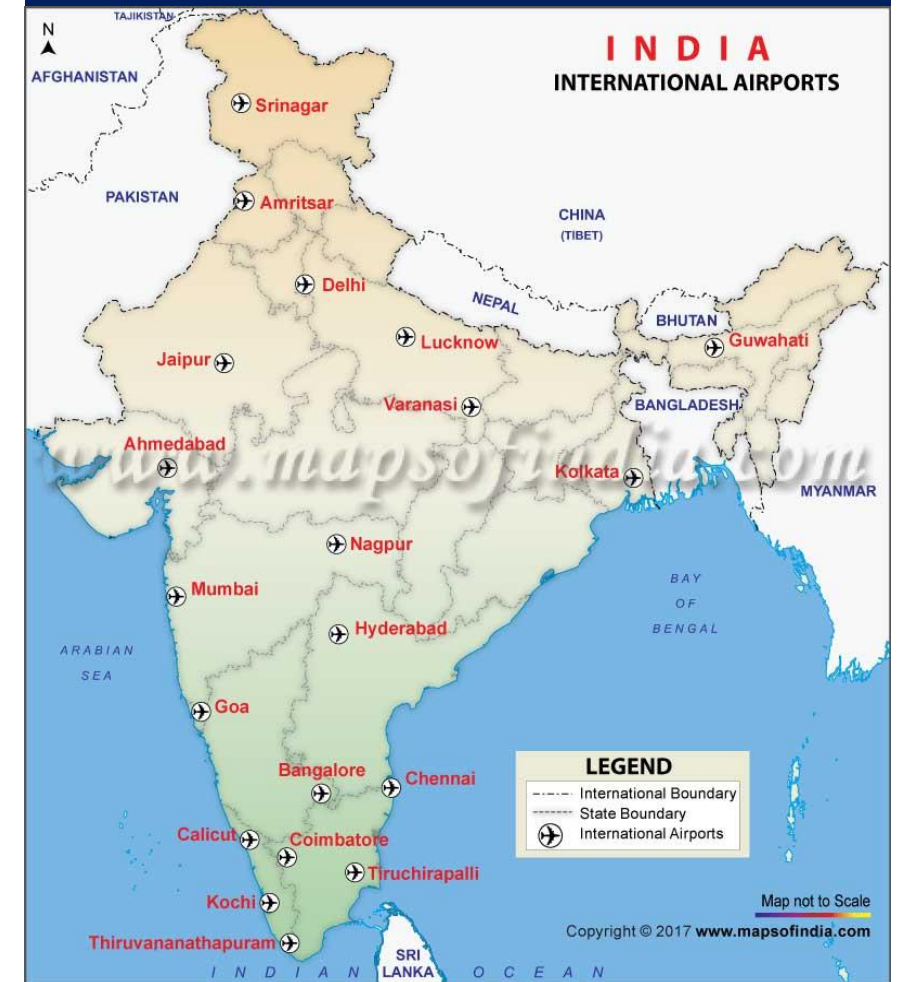 INDIA
INTERNATIONAL AIRPORTS
N
TAJIKISTAN
AFGHANISTAN
Srinagar
PAKISTAN
Amritsar
CHINA
(TIBET)
Delhi
NEPAL
BHUTAN
Lucknow
Guwahati
Jaipur
Varanasi
BANGLADESH
Ahmedabad
www.mapsofindia.com
Kolkata
MYANMAR
Nagpur
Mumbai
BAY
OF
BENGAL
Hyderabad
ARABIAN
SEA
Goa
Bangalore
Chennai
Calicut
Coimbatore
Tiruchirapalli
Kochi
Thiruvananathapuram
SRI
LANKA
INDIAN OCEAN
LEGEND
International Boundary
State Boundary
International Airports
Map not to Scale
Copyright © 2017 www.mapsofindia.com